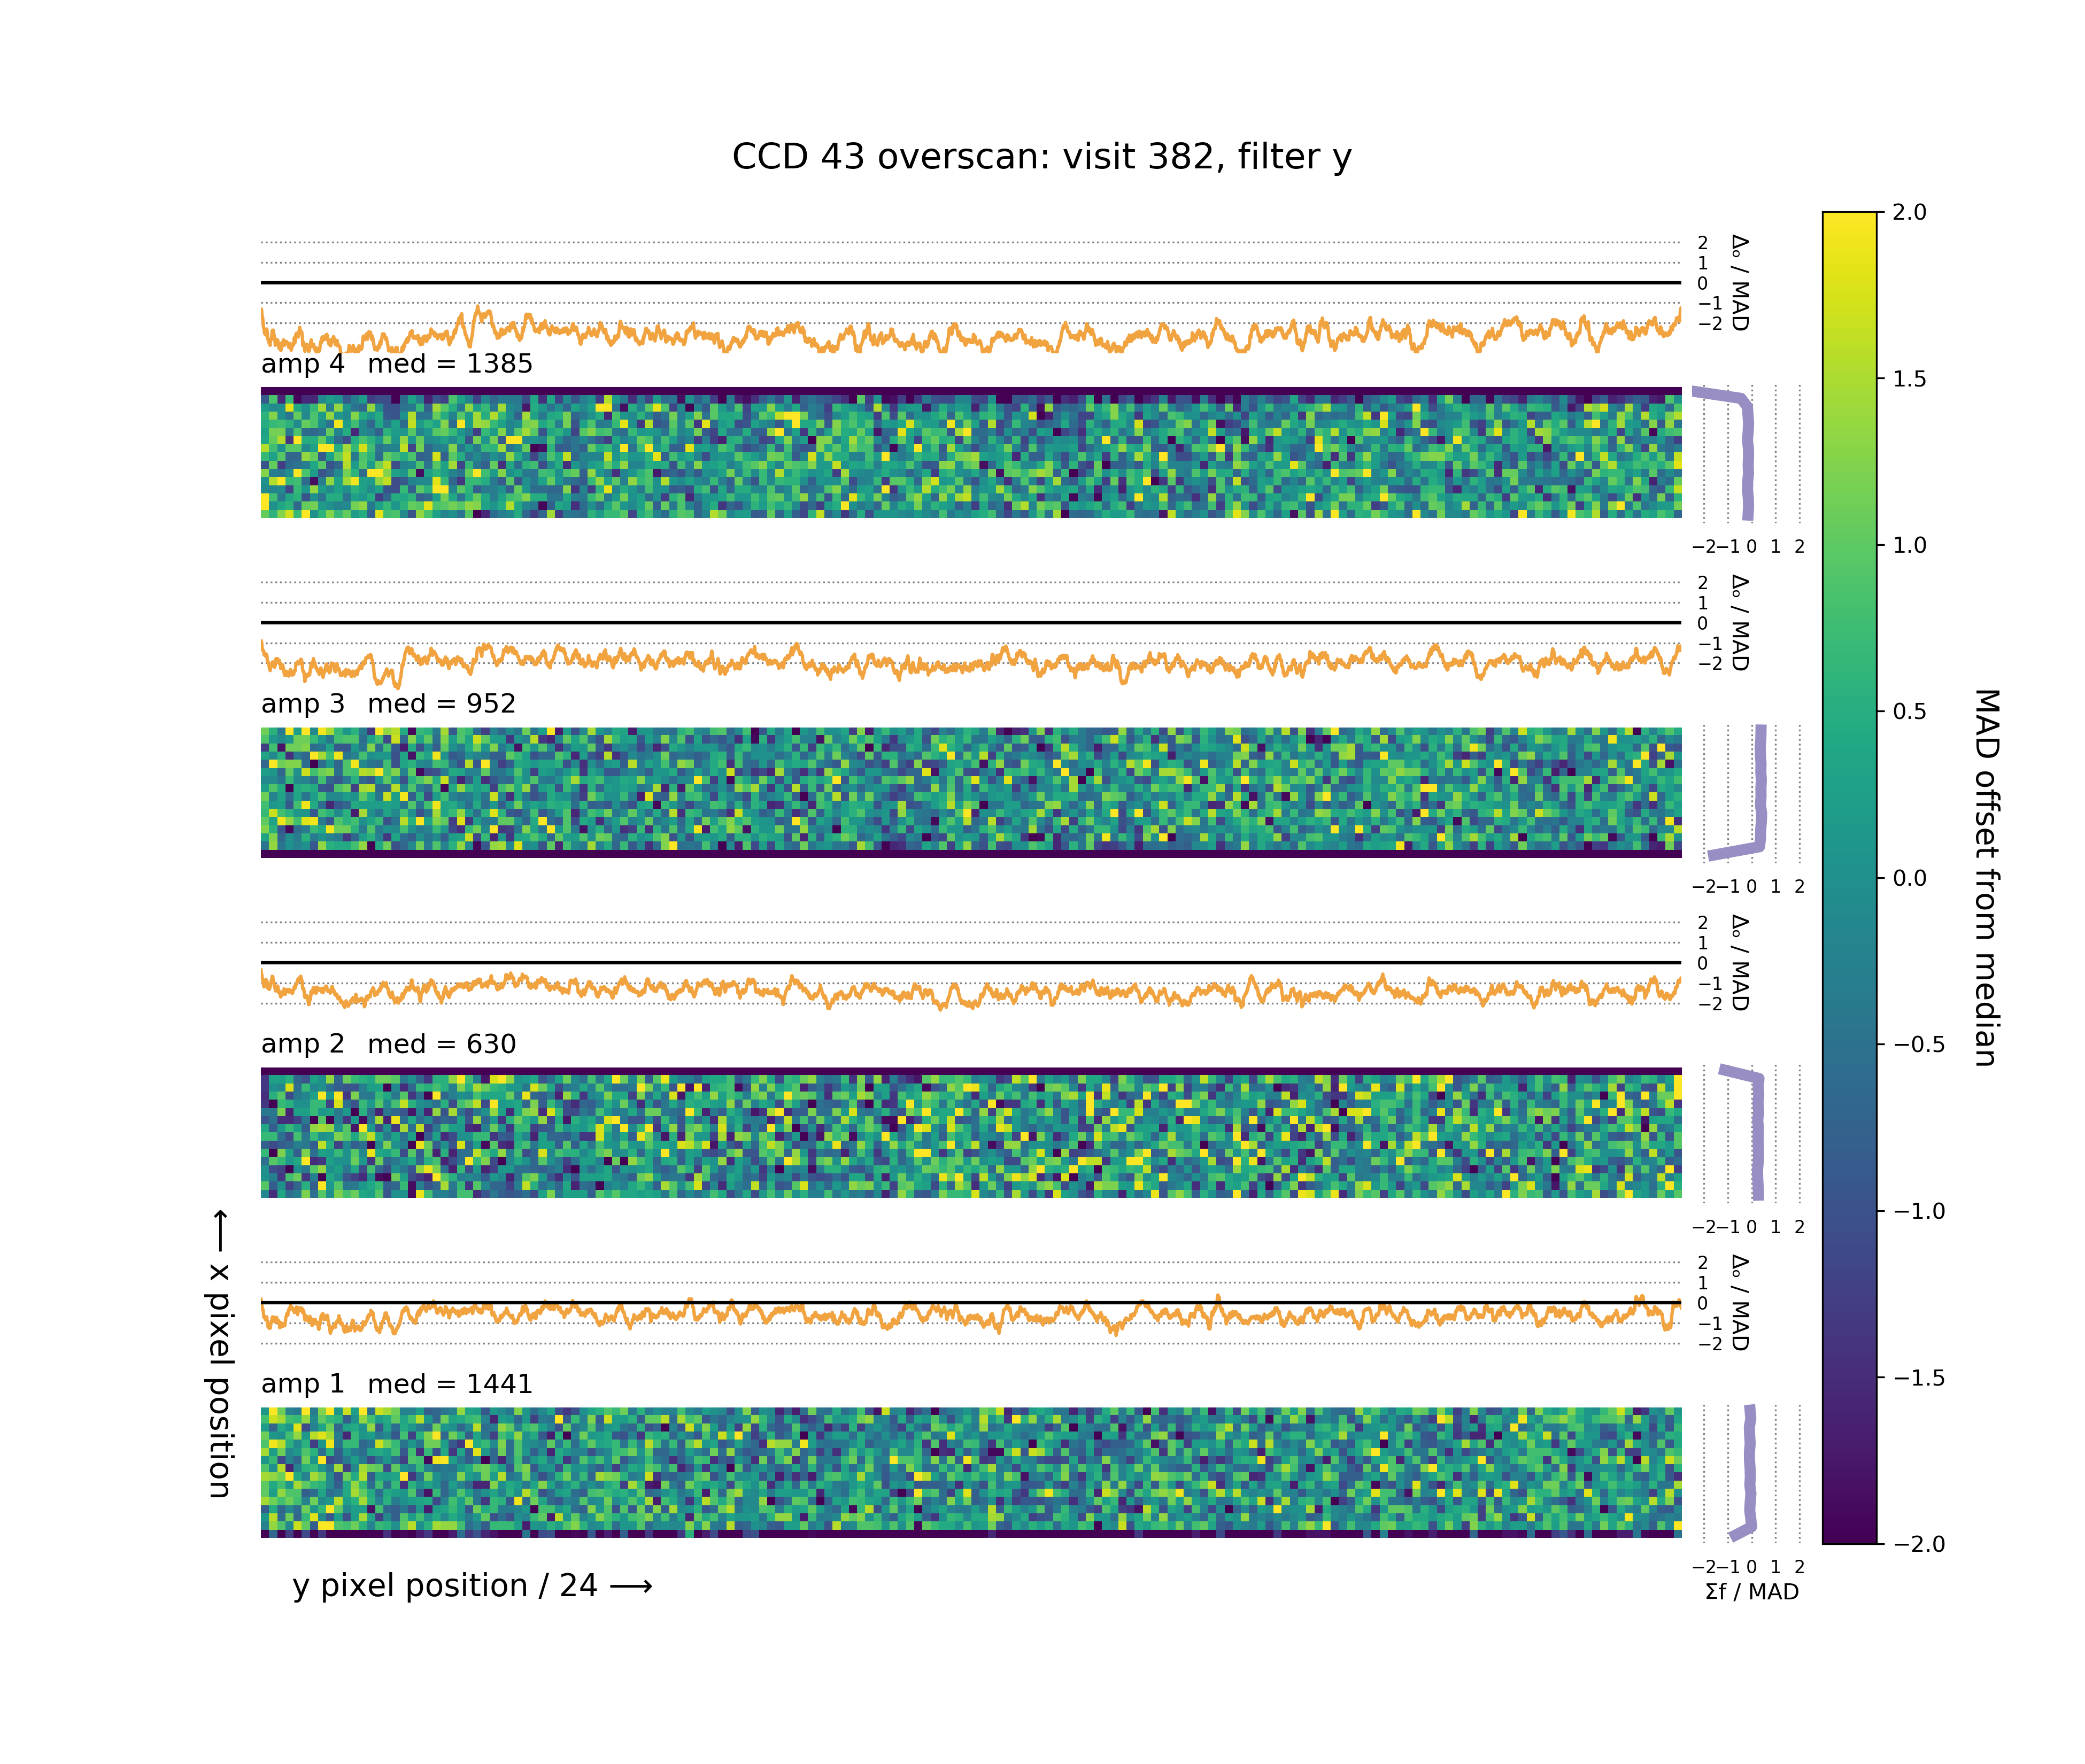 CCD 43 overscan: visit 382, filter y
2
1
0
−1
−2
Δₒ / MAD
amp 4 med = 1385
−2 −1 0 1 2
2
1
0
−1
−2
Δₒ / MAD
amp 3 med = 952
−2 −1 0 1 2
2
1
0
−1
−2
Δₒ / MAD
amp 2 med = 630
−2 −1 0 1 2
2
1
0
−1
−2
Δₒ / MAD
amp 1 med = 1441
−2 −1 0 1 2
Σf / MAD
⟵ x pixel position
y pixel position / 24 ⟶
2.0
1.5
1.0
0.5
0.0
−0.5
−1.0
−1.5
−2.0
MAD offset from median